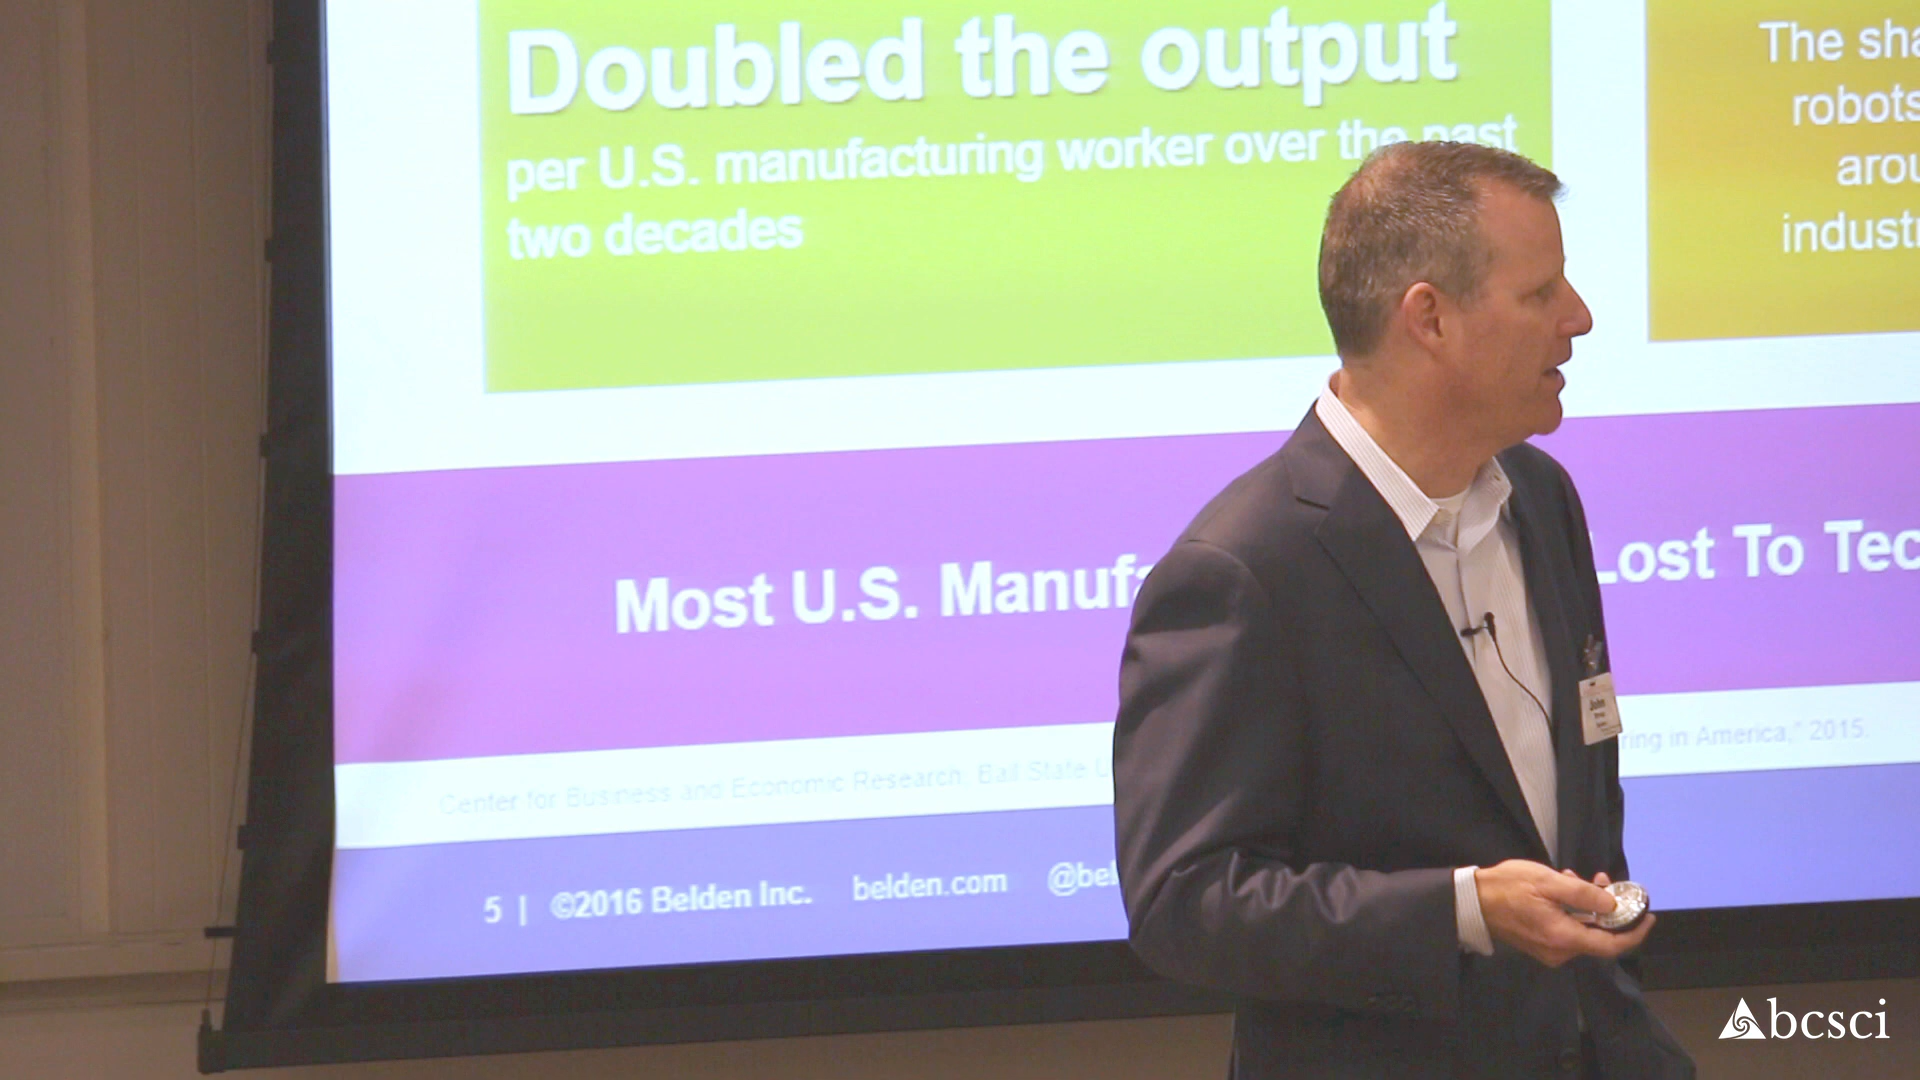 Doubled the output
per U.S. manufacturing worker over the past
two decades
The sha
robots
arou
industr
Most U.S. Manufa Lost To Tec
Center for Business and Economic Research, Ball State U ring in America," 2015.
5 | ©2016 Belden Inc. belden.com @bel
John
bcsci